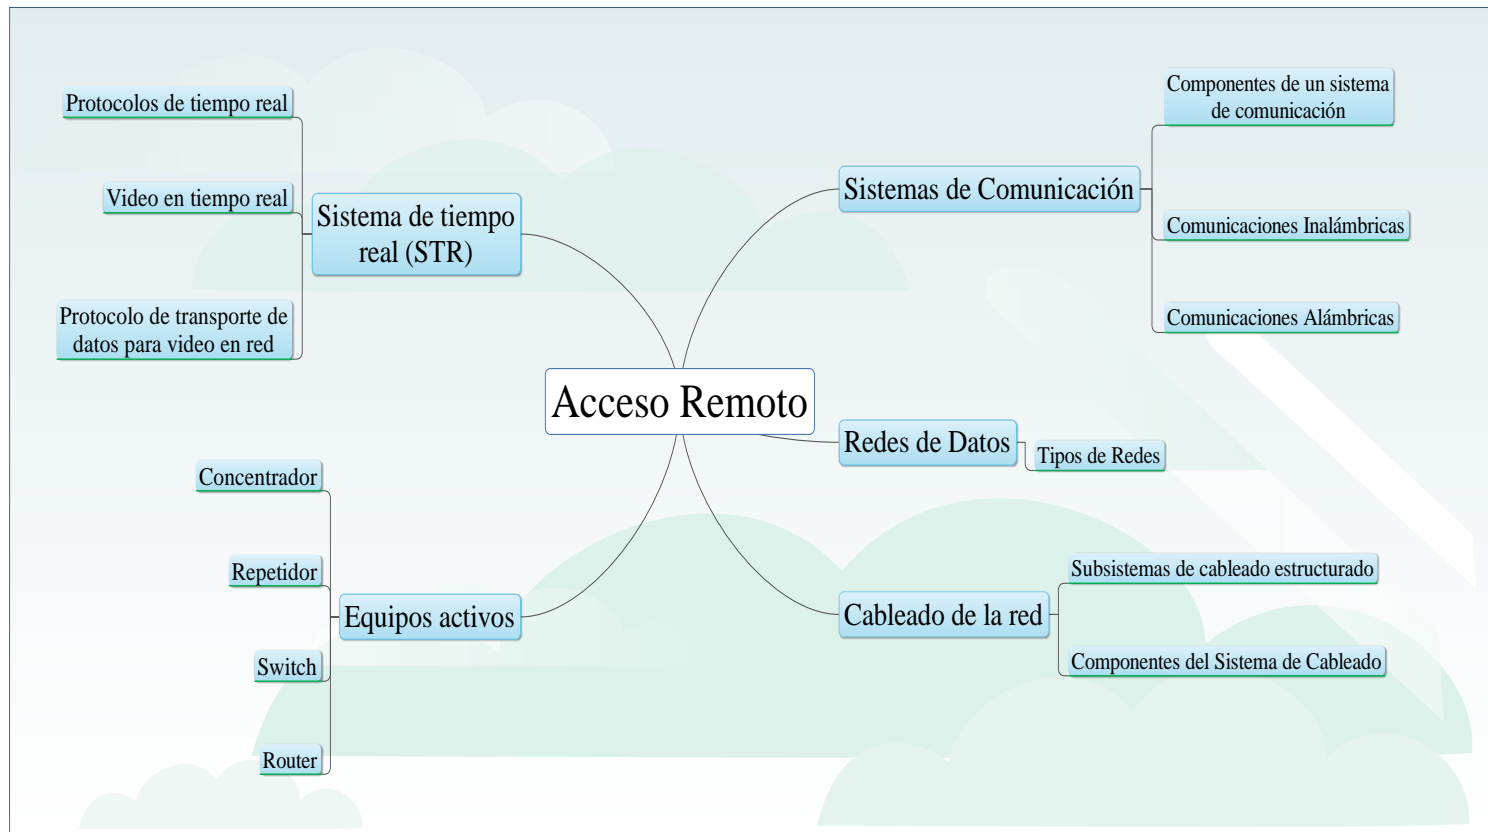 Acceso Remoto
Sistema de tiempo
real (STR)
Protocolos de tiempo real
Video en tiempo real
Protocolo de transporte de
datos para video en red
Equipos activos
Concentrador
Repetidor
Switch
Router
Sistemas de Comunicación
Componentes de un sistema
de comunicación
Comunicaciones Inalámbricas
Comunicaciones Alámbricas
Redes de Datos
Tipos de Redes
Cableado de la red
Subsistemas de cableado estructurado
Componentes del Sistema de Cableado